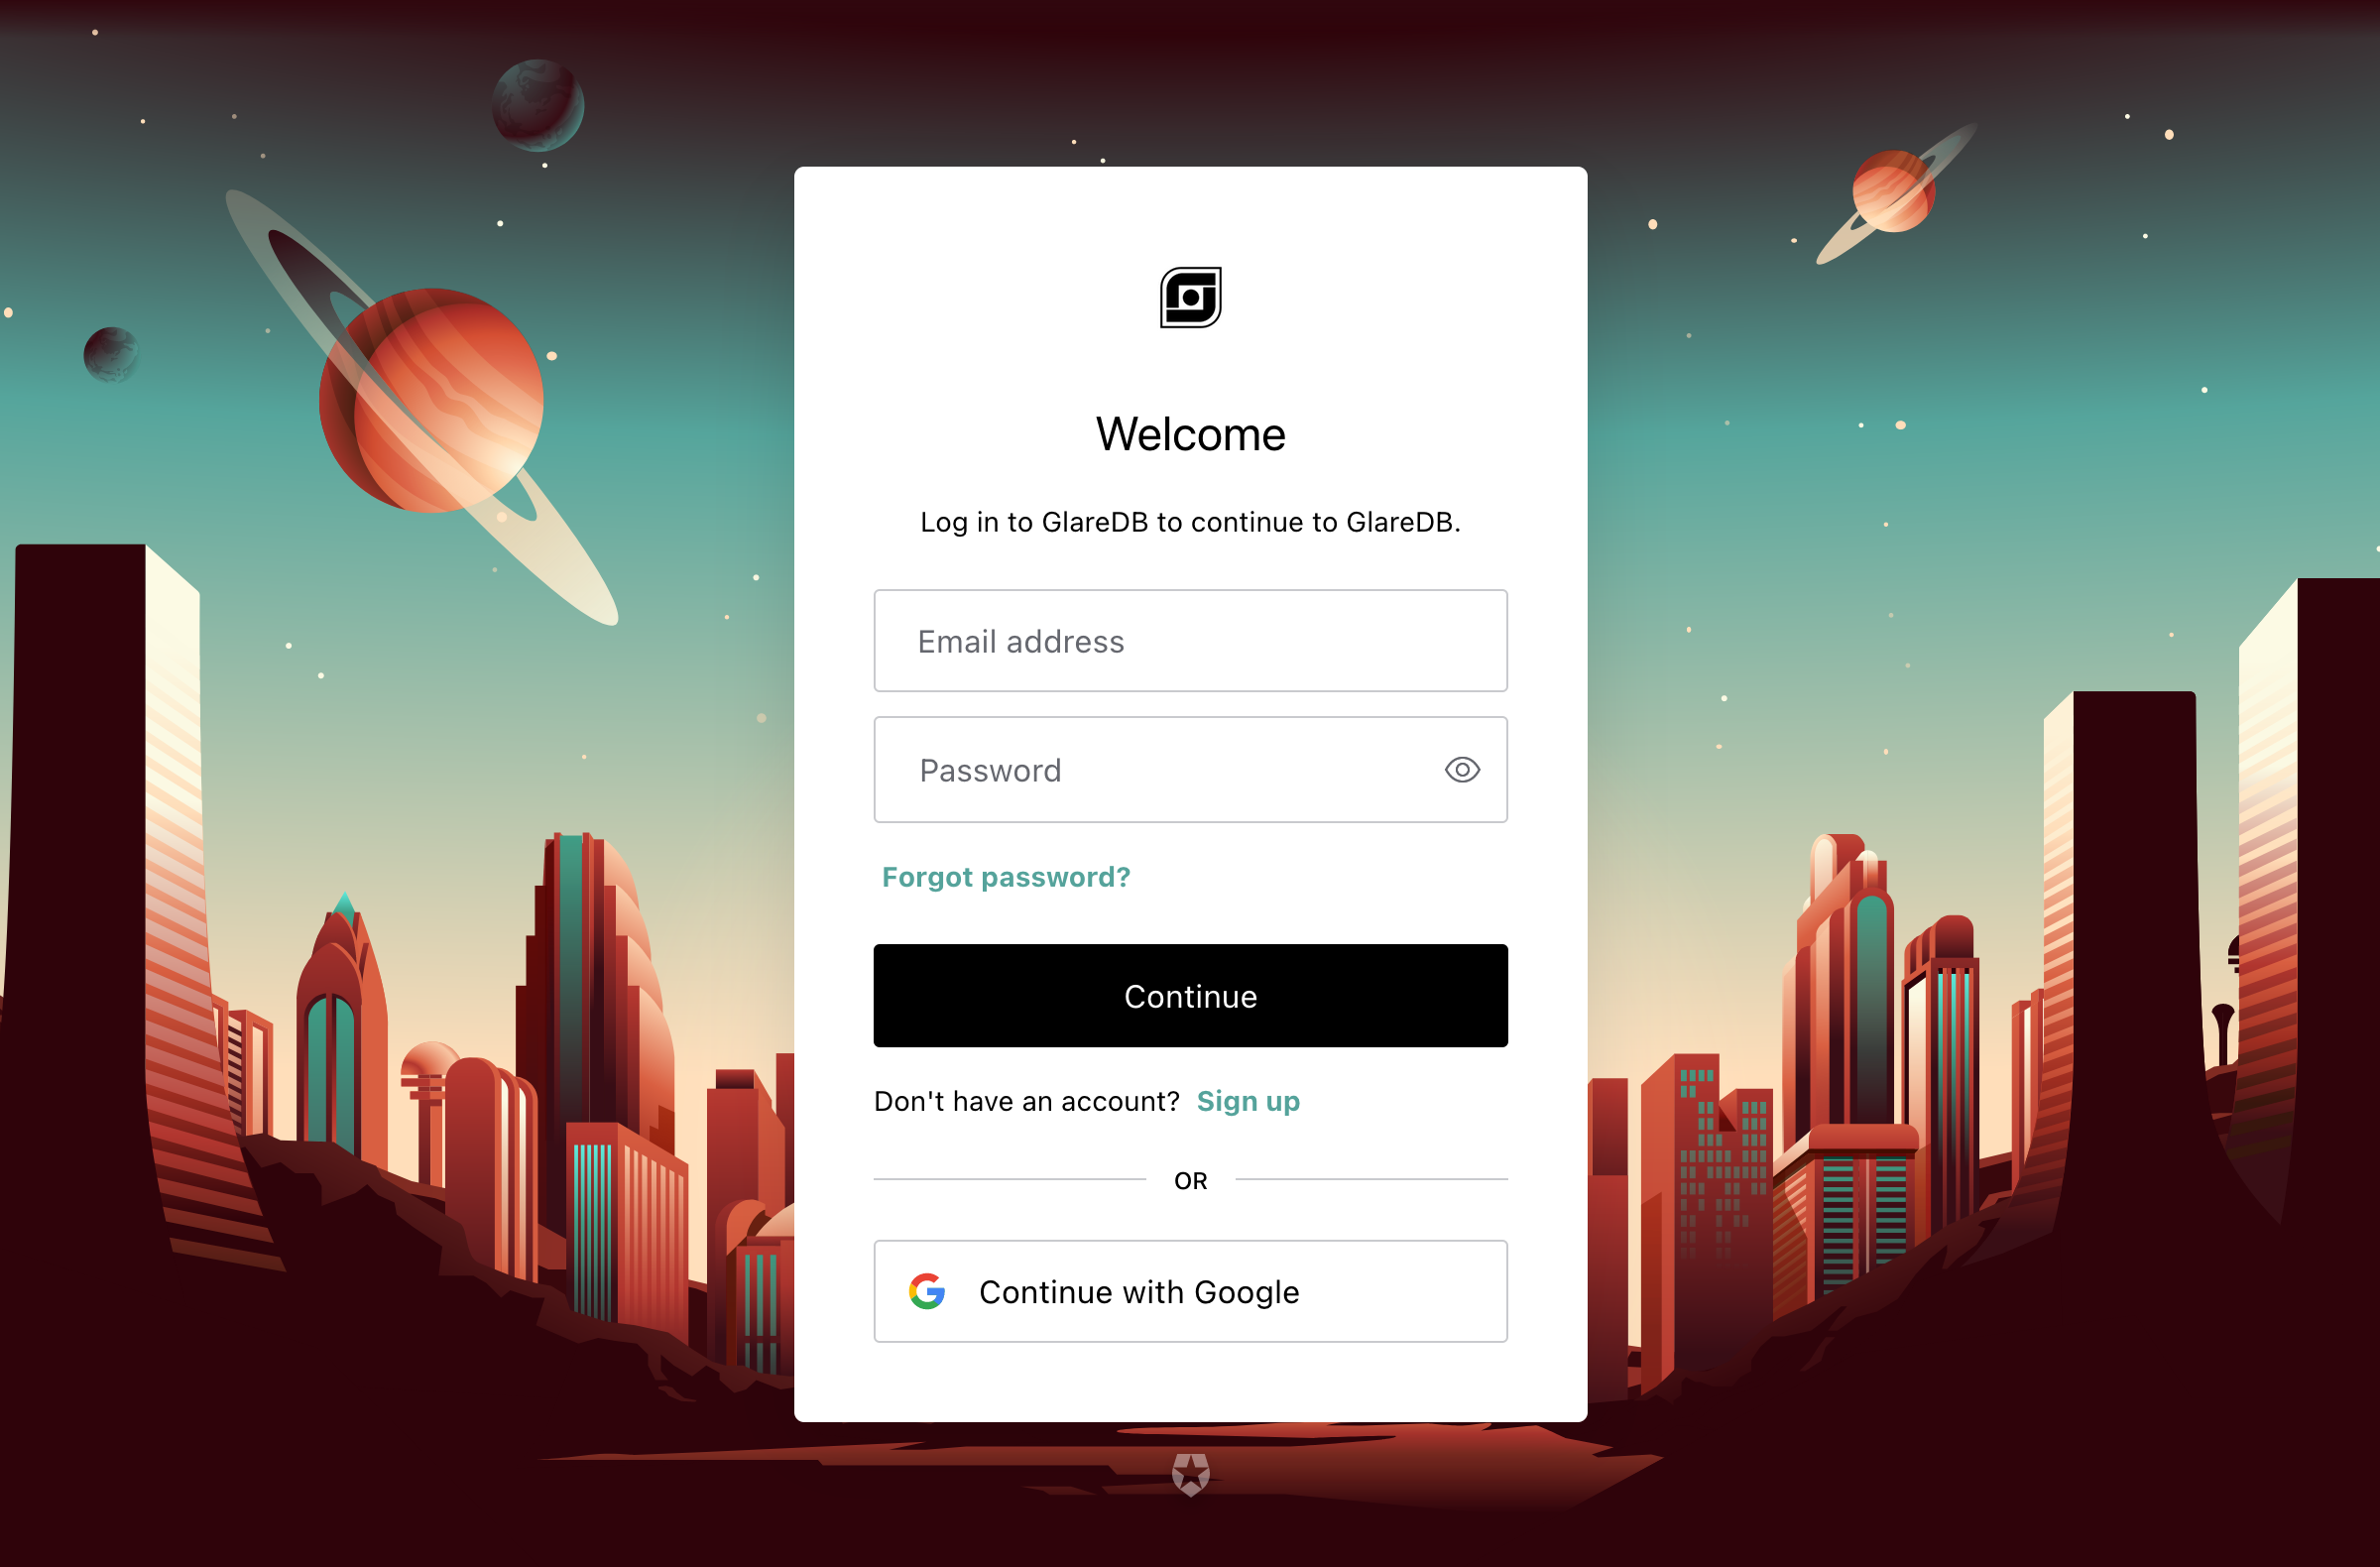 Welcome
Log in to GlareDB to continue to GlareDB.
Email address
Password
Forgot password?
Continue
Don't have an account? Sign up
OR
Continue with Google